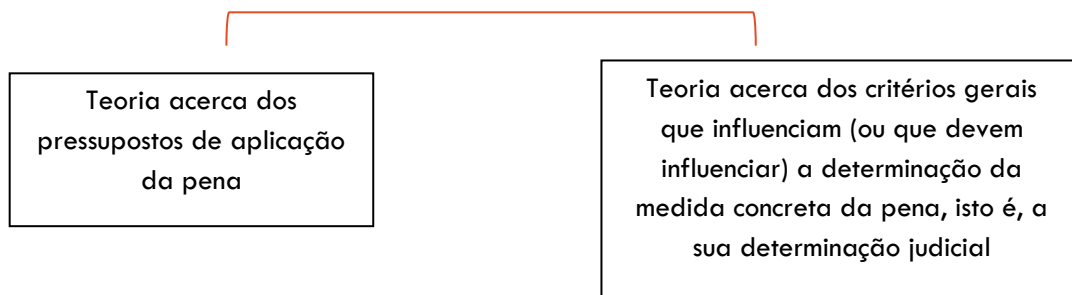 Teoria acerca dos
pressupostos de aplicação
da pena
Teoria acerca dos critérios gerais
que influenciam (ou que devem
influenciar) a determinação da
medida concreta da pena, isto é, a
sua determinação judicial